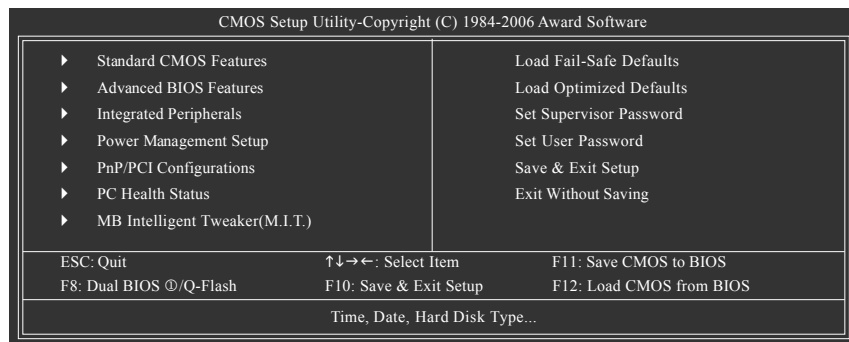 CMOS Setup Utility-Copyright (C) 1984-2006 Award Software
Standard CMOS Features
Advanced BIOS Features
Integrated Peripherals
Power Management Setup
PnP/PCI Configurations
PC Health Status
MB Intelligent Tweaker(M.I.T.)
Load Fail-Safe Defaults
Load Optimized Defaults
Set Supervisor Password
Set User Password
Save & Exit Setup
Exit Without Saving
ESC: Quit ↑↓→←: Select Item F11: Save CMOS to BIOS
F8: Dual BIOS ①/Q-Flash F10: Save & Exit Setup F12: Load CMOS from BIOS
Time, Date, Hard Disk Type...